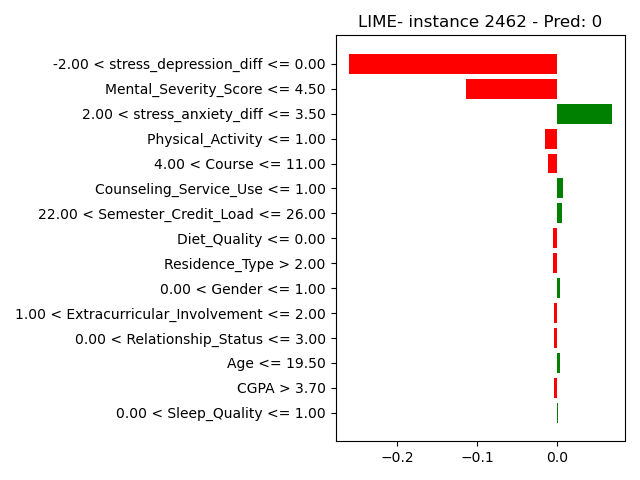 LIME- instance 2462 - Pred: 0
-2.00 < stress_depression_diff <= 0.00
Mental_Severity_Score <= 4.50
2.00 < stress_anxiety_diff <= 3.50
Physical_Activity <= 1.00
4.00 < Course <= 11.00
Counseling_Service_Use <= 1.00
22.00 < Semester_Credit_Load <= 26.00
Diet_Quality <= 0.00
Residence_Type > 2.00
0.00 < Gender <= 1.00
1.00 < Extracurricular_Involvement <= 2.00
0.00 < Relationship_Status <= 3.00
Age <= 19.50
CGPA > 3.70
0.00 < Sleep_Quality <= 1.00
−0.2 −0.1 0.0